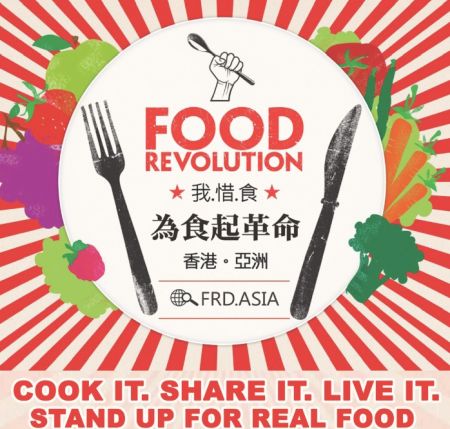 FOOD
REVOLUTION
★ 我.惜.食 ★
為食起革命
香港。亞洲
FRD.ASIA
COOK IT. SHARE IT. LIVE IT.
STAND UP FOR REAL FOOD